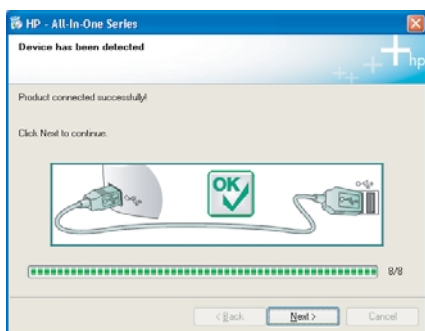 HP - All-In-One Series
Device has been detected
hp
Product connected successfully!
Click Next to continue.
OK
8/8
< Back
Next >
Cancel